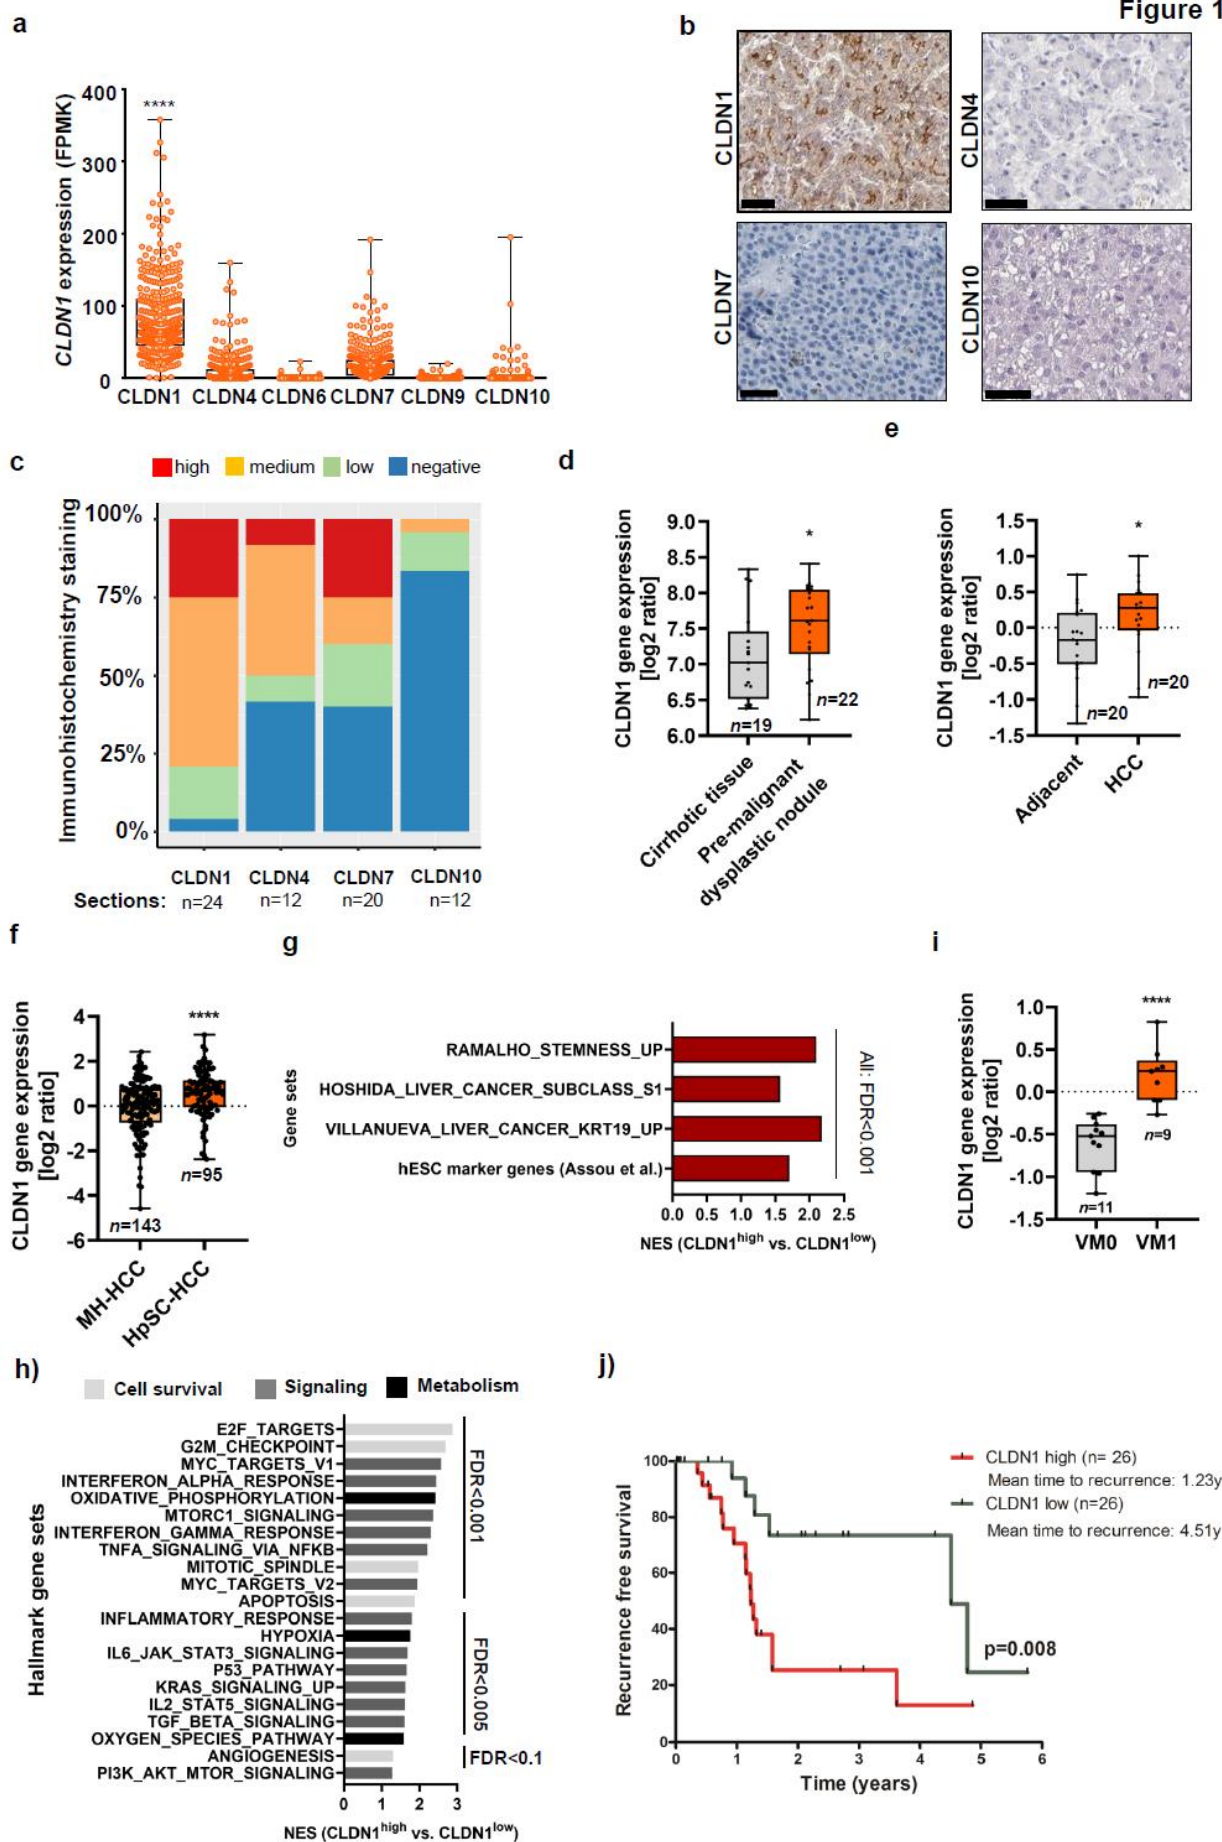 Figure 1
a
CLDN1 expression (FPMK)
400
300
200
100
0
****
CLDN1 CLDN4 CLDN6 CLDN7 CLDN9 CLDN10
b
CLDN1
CLDN4
CLDN7
CLDN10
c
high medium low negative
Immunohistochemistry staining
100%
75%
50%
25%
0%
CLDN1 CLDN4 CLDN7 CLDN10
Sections: n=24 n=12 n=20 n=12
d
CLDN1 gene expression
[log2 ratio]
9.0
8.5
8.0
7.5
7.0
6.5
6.0
*
n=19
n=22
Cirrhotic tissue
Pre-malignant
dysplastic nodule
e
CLDN1 gene expression
[log2 ratio]
1.5
1.0
0.5
0.0
-0.5
-1.0
-1.5
*
n=20
n=20
Adjacent
HCC
f
CLDN1 gene expression
[log2 ratio]
4
2
0
-2
-4
-6
****
n=143
n=95
MH-HCC
HpSC-HCC
g
Gene sets
RAMALHO_STEMNESS_UP
HOSHIDA_LIVER_CANCER_SUBCLASS_S1
VILLANUEVA_LIVER_CANCER_KRT19_UP
hESC marker genes (Assou et al.)
All: FDR<0.001
0.0 0.5 1.0 1.5 2.0 2.5
NES (CLDN1high vs. CLDN1low)
i
CLDN1 gene expression
[log2 ratio]
1.0
0.5
0.0
-0.5
-1.0
-1.5
****
n=11
n=9
VM0 VM1
h)
Cell survival Signaling Metabolism
Hallmark gene sets
E2F_TARGETS
G2M_CHECKPOINT
MYC_TARGETS_V1
INTERFERON_ALPHA_RESPONSE
OXIDATIVE_PHOSPHORYLATION
MTORC1_SIGNALING
INTERFERON_GAMMA_RESPONSE
TNFA_SIGNALING_VIA_NFKB
MITOTIC_SPINDLE
MYC_TARGETS_V2
APOPTOSIS
INFLAMMATORY_RESPONSE
HYPOXIA
IL6_JAK_STAT3_SIGNALING
P53_PATHWAY
KRAS_SIGNALING_UP
IL2_STAT5_SIGNALING
TGF_BETA_SIGNALING
OXYGEN_SPECIES_PATHWAY
ANGIOGENESIS
PI3K_AKT_MTOR_SIGNALING
FDR<0.001
FDR<0.005
FDR<0.1
0 1 2 3
NES (CLDN1high vs. CLDN1low)
j)
Recurrence free survival
100
80
60
40
20
0
CLDN1 high (n= 26)
Mean time to recurrence: 1.23y
CLDN1 low (n=26)
Mean time to recurrence: 4.51y
p=0.008
0 1 2 3 4 5 6
Time (years)